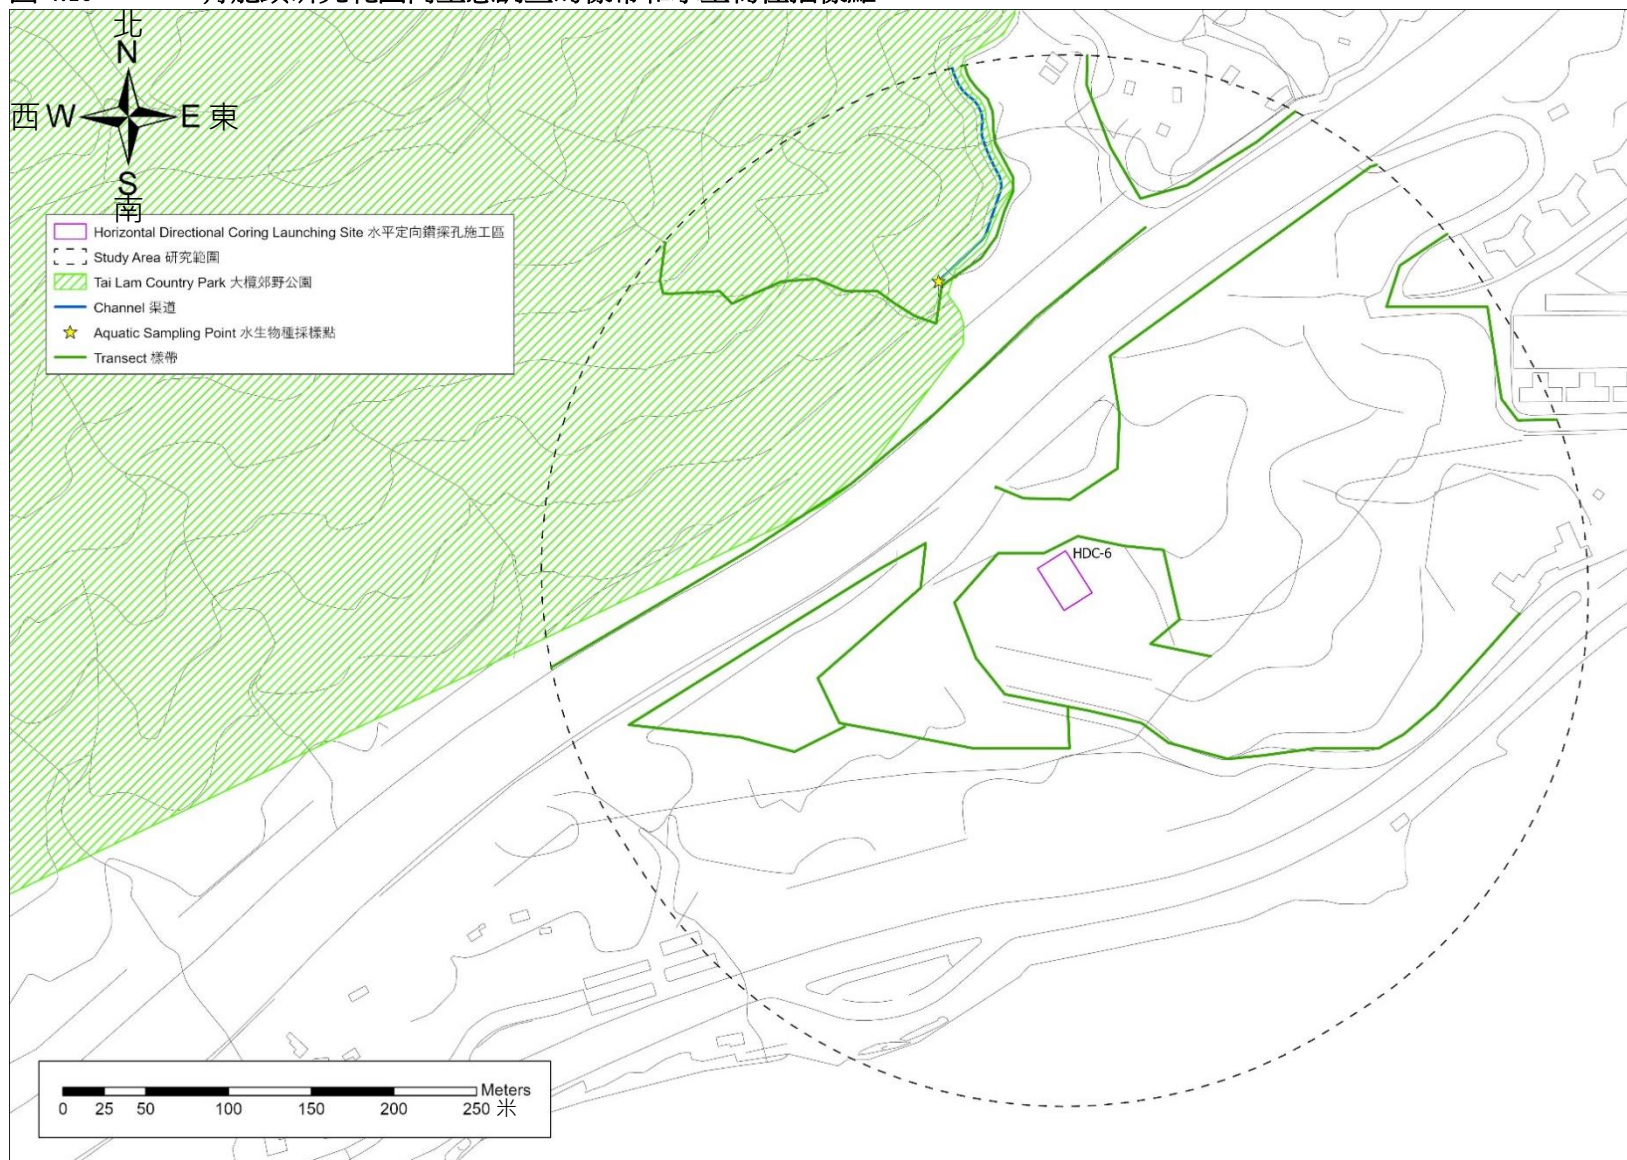 北
N
西 W E 東
S
南
Horizontal Directional Coring Launching Site 水平定向鑽探孔施工區
Study Area 研究範圍
Tai Lam Country Park 大欖郊野公園
Channel 渠道
Aquatic Sampling Point 水生物種採樣點
Transect 樣帶
HDC-6
Meters
0 25 50 100 150 200 250 米